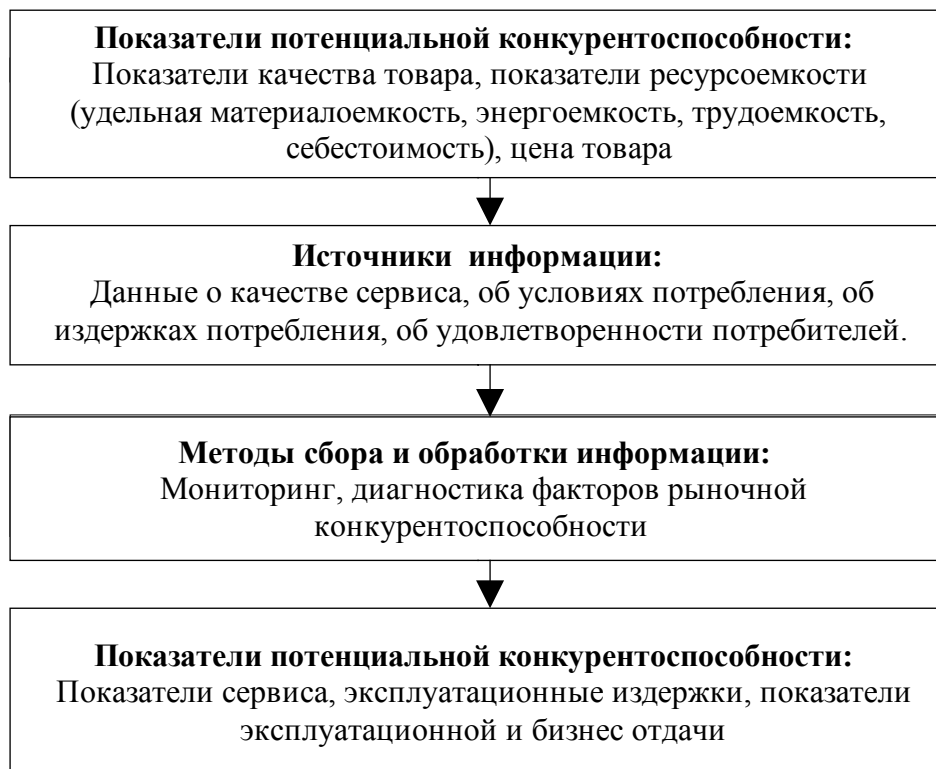 Показатели потенциальной конкурентоспособности:
Показатели качества товара, показатели ресурсоемкости
(удельная материалоемкость, энергоемкость, трудоемкость,
себестоимость), цена товара
Источники информации:
Данные о качестве сервиса, об условиях потребления, об
издержках потребления, об удовлетворенности потребителей.
Методы сбора и обработки информации:
Мониторинг, диагностика факторов рыночной
конкурентоспособности
Показатели потенциальной конкурентоспособности:
Показатели сервиса, эксплуатационные издержки, показатели
эксплуатационной и бизнес отдачи